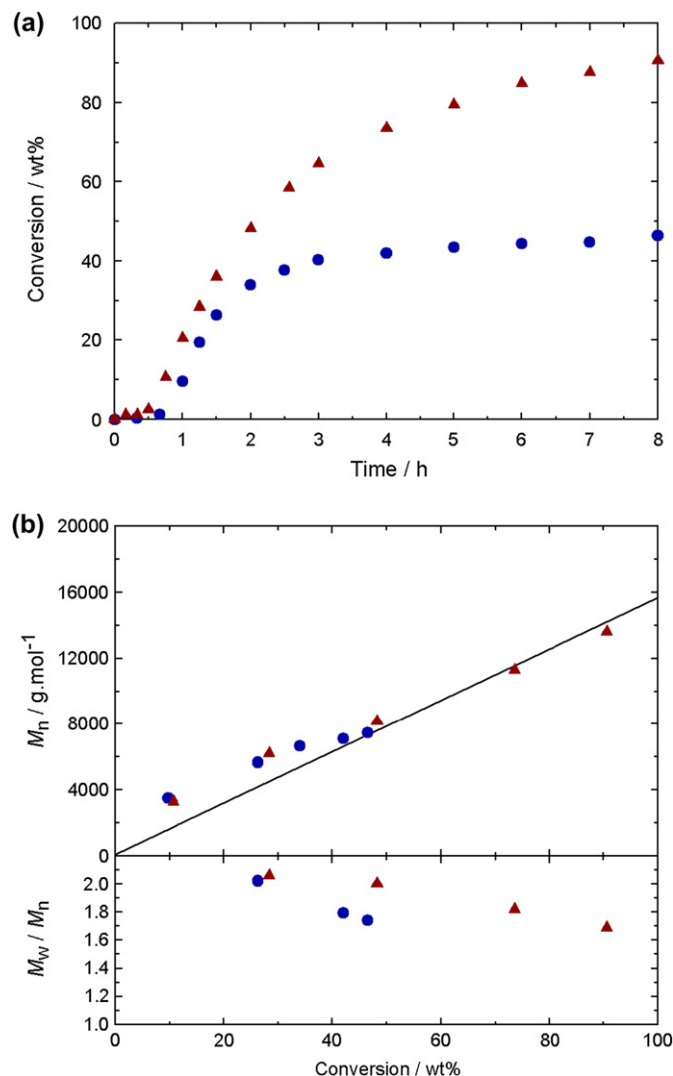 (a)
100
80
60
40
20
0
Conversion / wt%
0 1 2 3 4 5 6 7 8
Time / h
(b)
20000
16000
12000
8000
4000
0
Mn / g.mol⁻¹
2.0
1.8
1.6
1.4
1.2
1.0
Mw / Mn
0 20 40 60 80 100
Conversion / wt%